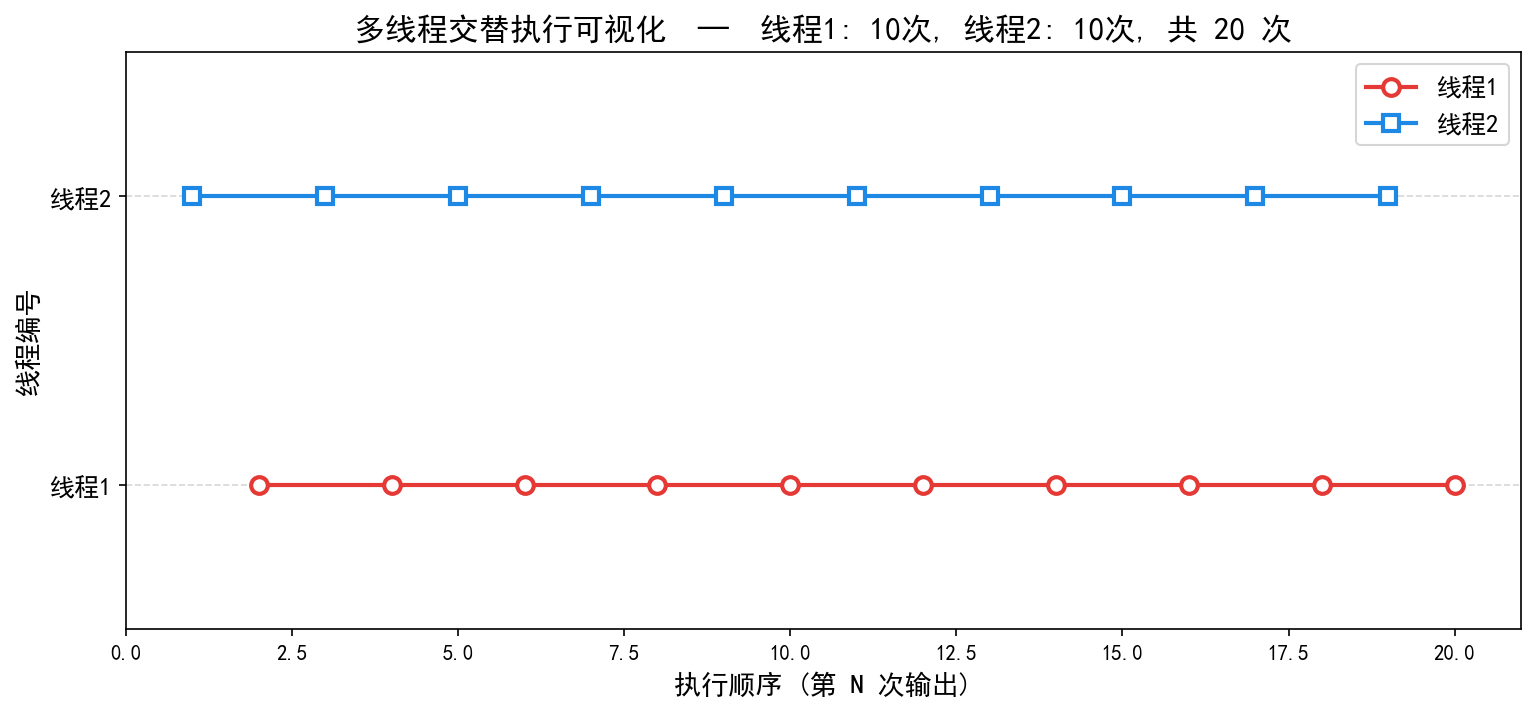 多线程交替执行可视化 — 线程1: 10次, 线程2: 10次, 共 20 次
线程1
线程2
线程2
线程编号
线程1
0.0 2.5 5.0 7.5 10.0 12.5 15.0 17.5 20.0
执行顺序 (第 N 次输出)